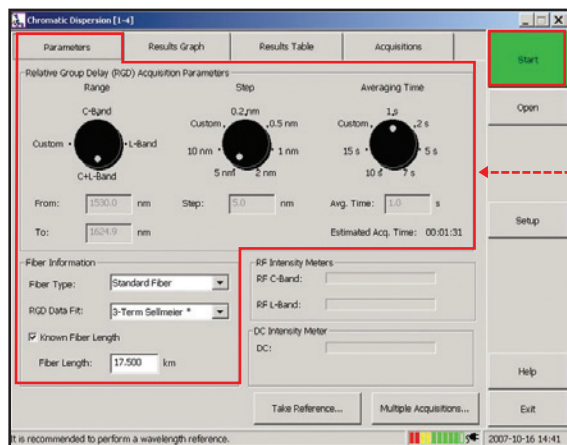 Chromatic Dispersion [1-4]
Parameters Results Graph Results Table Acquisitions
Start
Open
Setup
Help
Exit
Relative Group Delay (RGD) Acquisition Parameters
Range Step Averaging Time
C-Band 0.2 nm 1 s
Custom 0.5 nm Custom 2 s
Custom L-Band 10 nm 1 nm 15 s 5 s
C+L-Band 5 nm 2 nm 10 s 7 s
From: 1530.0 nm Step: 5.0 nm Avg. Time: 1.0 s
To: 1624.9 nm Estimated Acq. Time: 00:01:31
Fiber Information
Fiber Type: Standard Fiber
RGD Data Fit: 3-Term Sellmeier *
Known Fiber Length
Fiber Length: 17.500 km
RF Intensity Meters
RF C-Band:
RF L-Band:
DC Intensity Meter
DC:
Take Reference... Multiple Acquisitions...
It is recommended to perform a wavelength reference. 2007-10-16 14:41